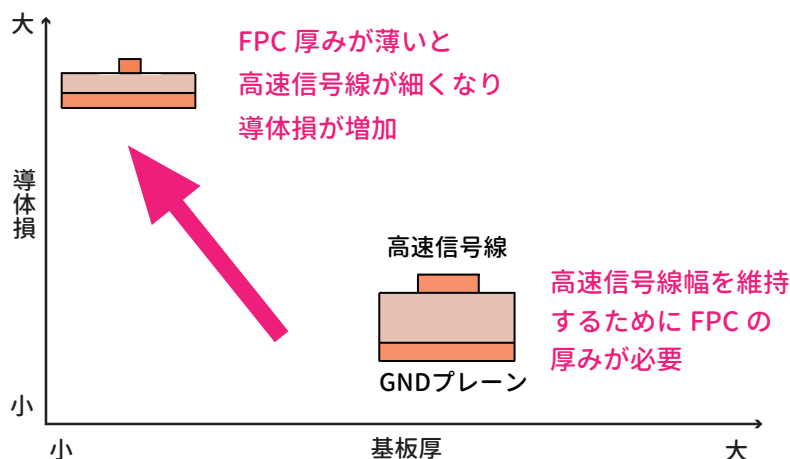 大
FPC 厚みが薄いと
高速信号線が細くなり
導体損が増加
導体損
高速信号線
高速信号線幅を維持
するために FPC の
厚みが必要
GNDプレーン
小
小
基板厚
大